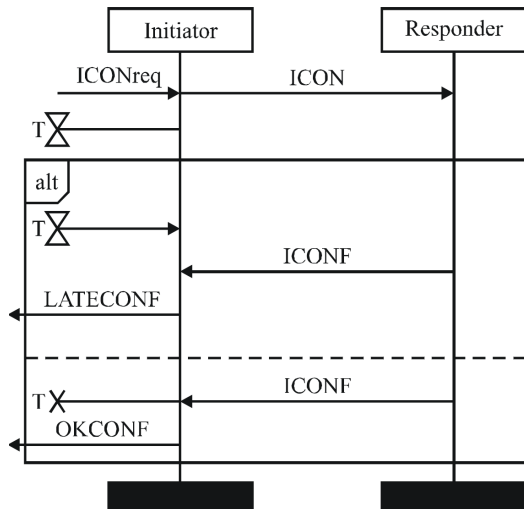 Initiator
Responder
ICONreq
ICON
T
alt
T
ICONF
LATECONF
T
ICONF
OKCONF